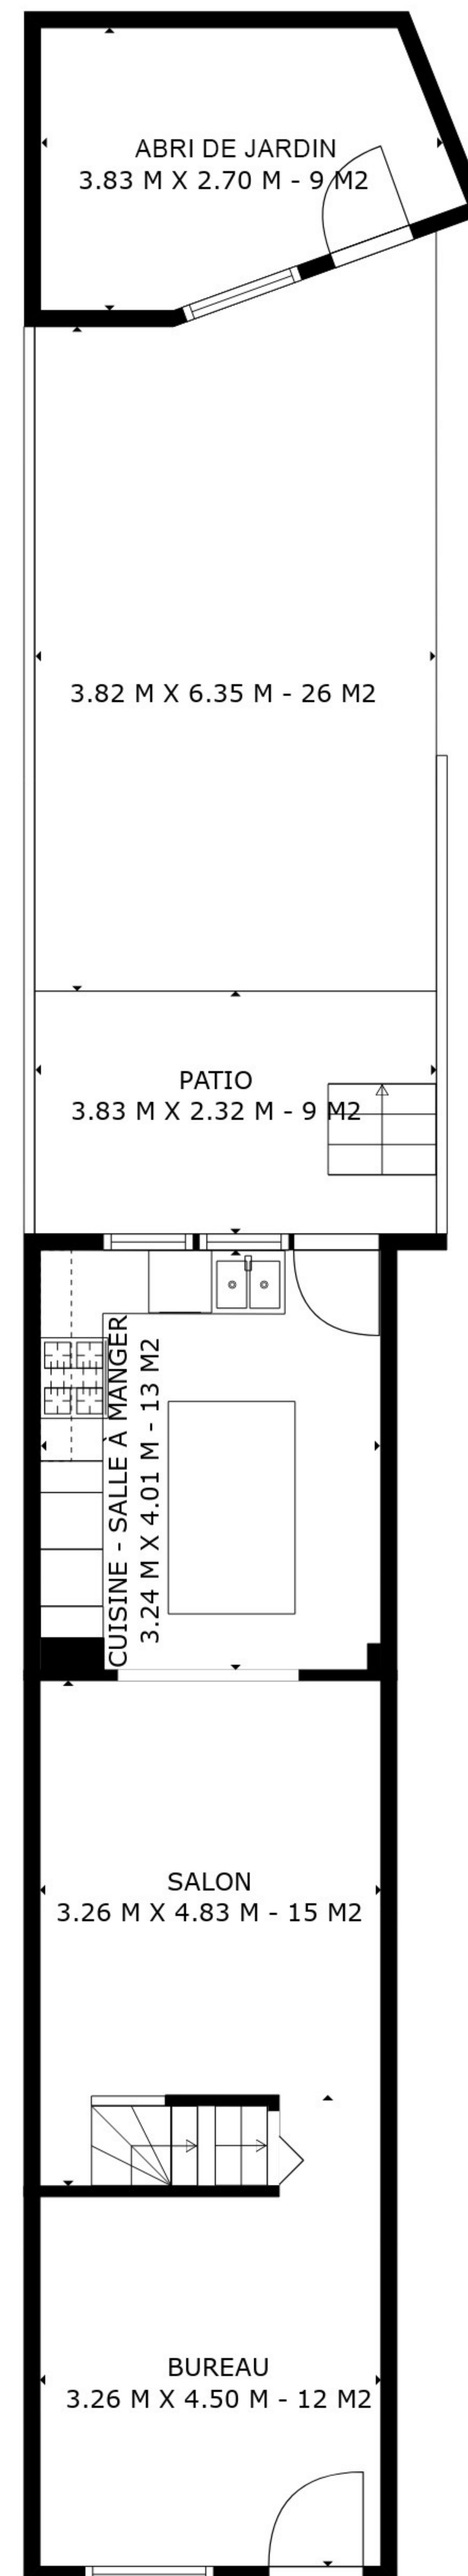 ABRI DE JARDIN
3.83 M X 2.70 M - 9 M2
3.82 M X 6.35 M - 26 M2
PATIO
3.83 M X 2.32 M - 9 M2
CUISINE - SALLE A MANGER
3.24 M X 4.01 M - 13 M2
SALON
3.26 M X 4.83 M - 15 M2
BUREAU
3.26 M X 4.50 M - 12 M2